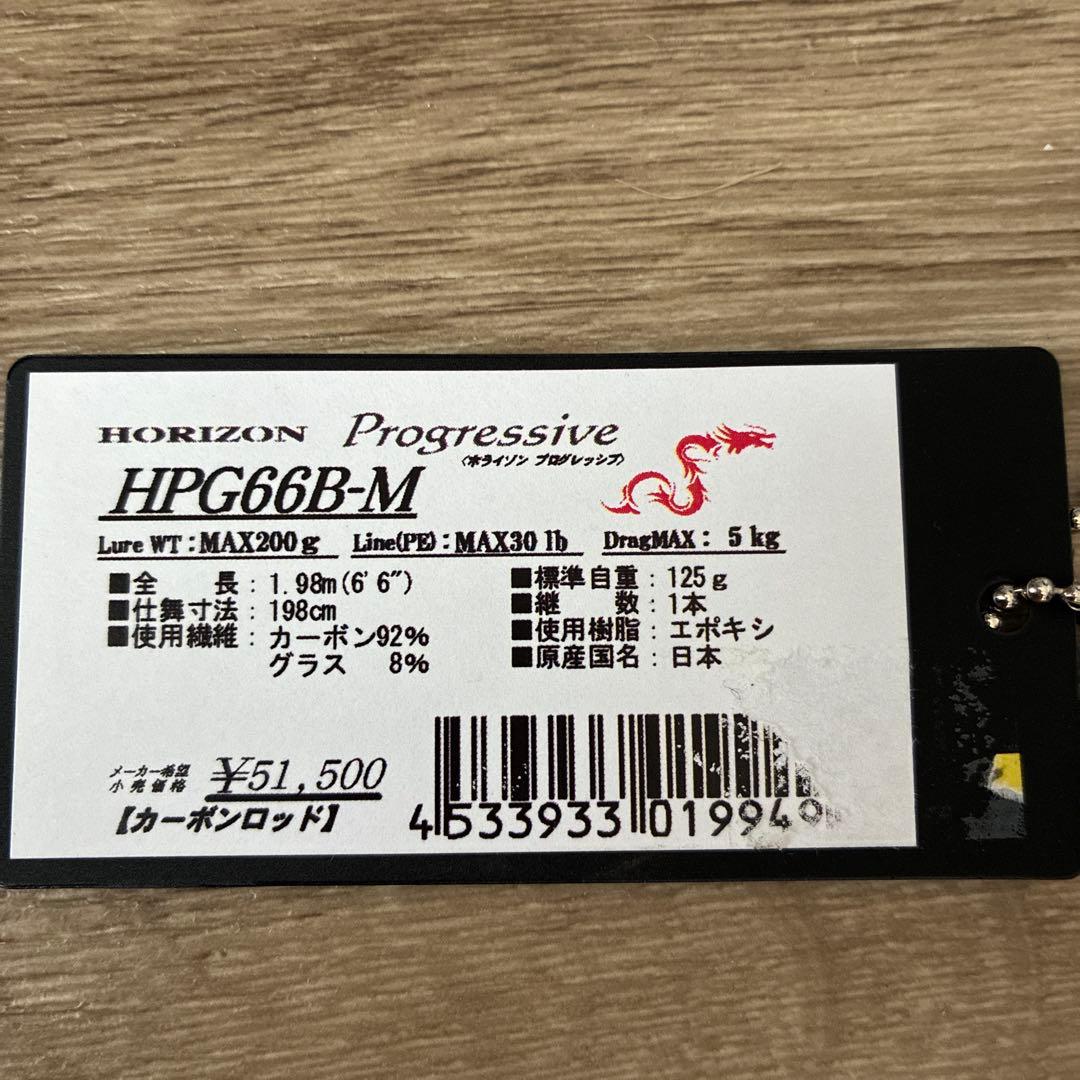 HORIZON Progressive
〈ホライゾン プログレッシブ〉
HPG66B-M
Lure WT : MAX200g Line(PE) : MAX30 lb DragMAX : 5 kg
■全 長 : 1.98m(6'6")
■仕舞寸法 : 198cm
■使用繊維 : カーボン92%
グラス 8%
■標準自重 : 125g
■継 数 : 1本
■使用樹脂 : エポキシ
■原産国名 : 日本
メーカー希望
小売価格 ¥51,500
【カーボンロッド】
4 533933 01994